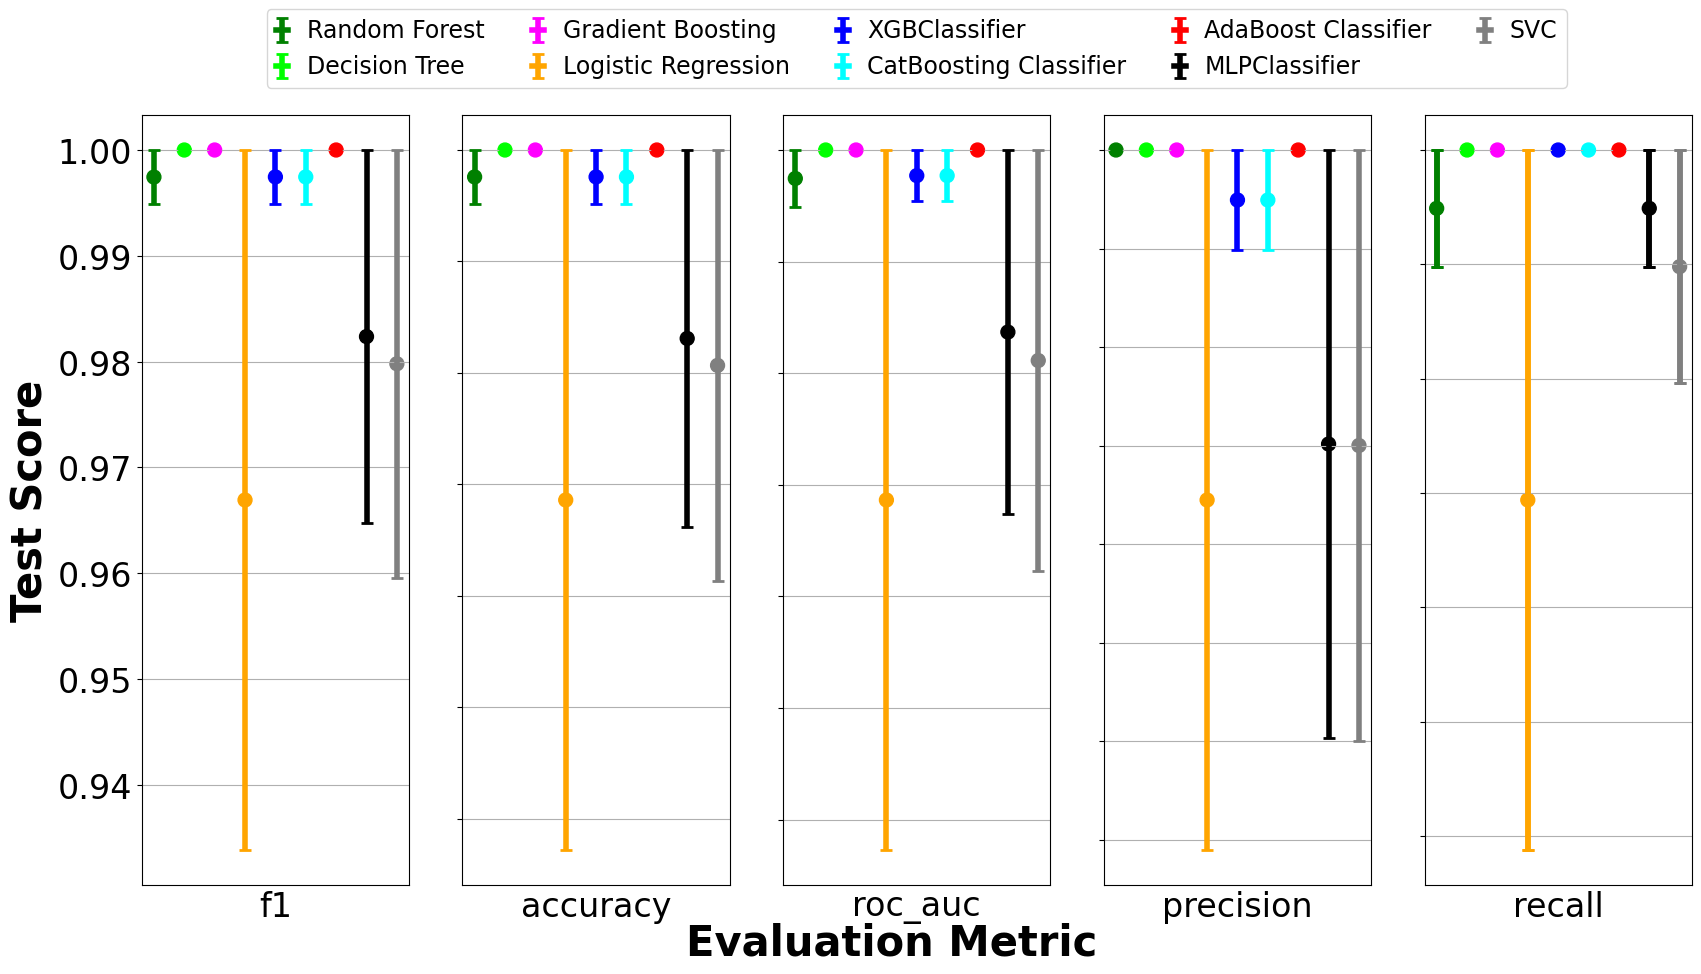 Random Forest Gradient Boosting XGBClassifier AdaBoost Classifier SVC
Decision Tree Logistic Regression CatBoosting Classifier MLPClassifier
1.00
0.99
0.98
0.97
0.96
0.95
0.94
Test Score
f1 accuracy roc_auc precision recall
Evaluation Metric